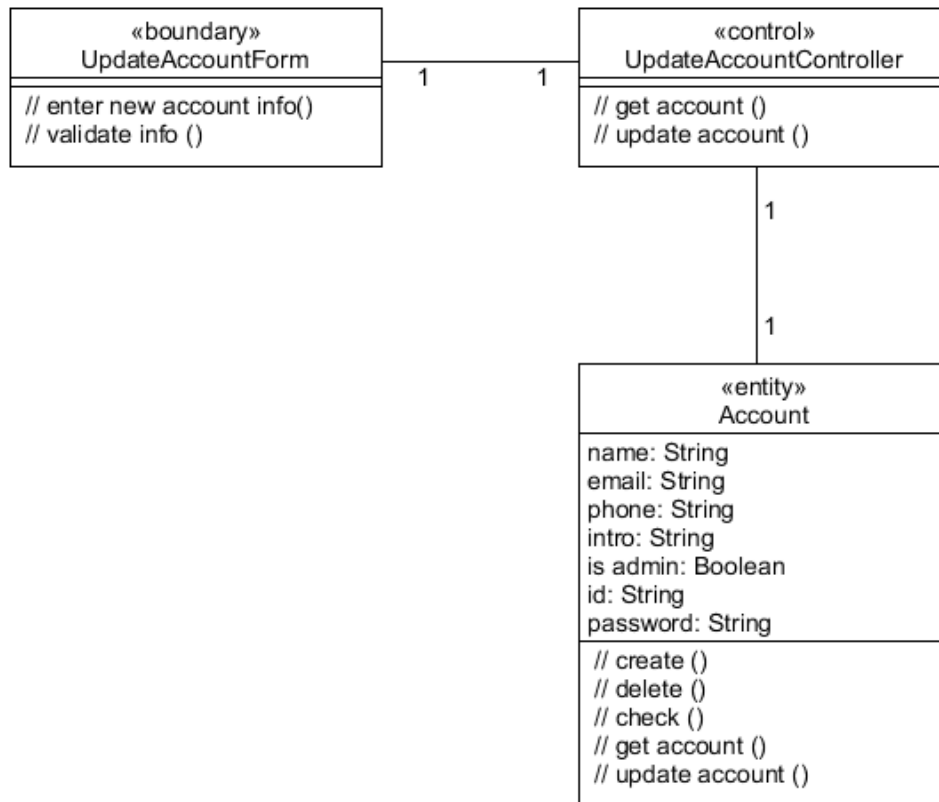 «boundary»
UpdateAccountForm
// enter new account info()
// validate info ()
1
1
«control»
UpdateAccountController
// get account ()
// update account ()
1
1
«entity»
Account
name: String
email: String
phone: String
intro: String
is admin: Boolean
id: String
password: String
// create ()
// delete ()
// check ()
// get account ()
// update account ()